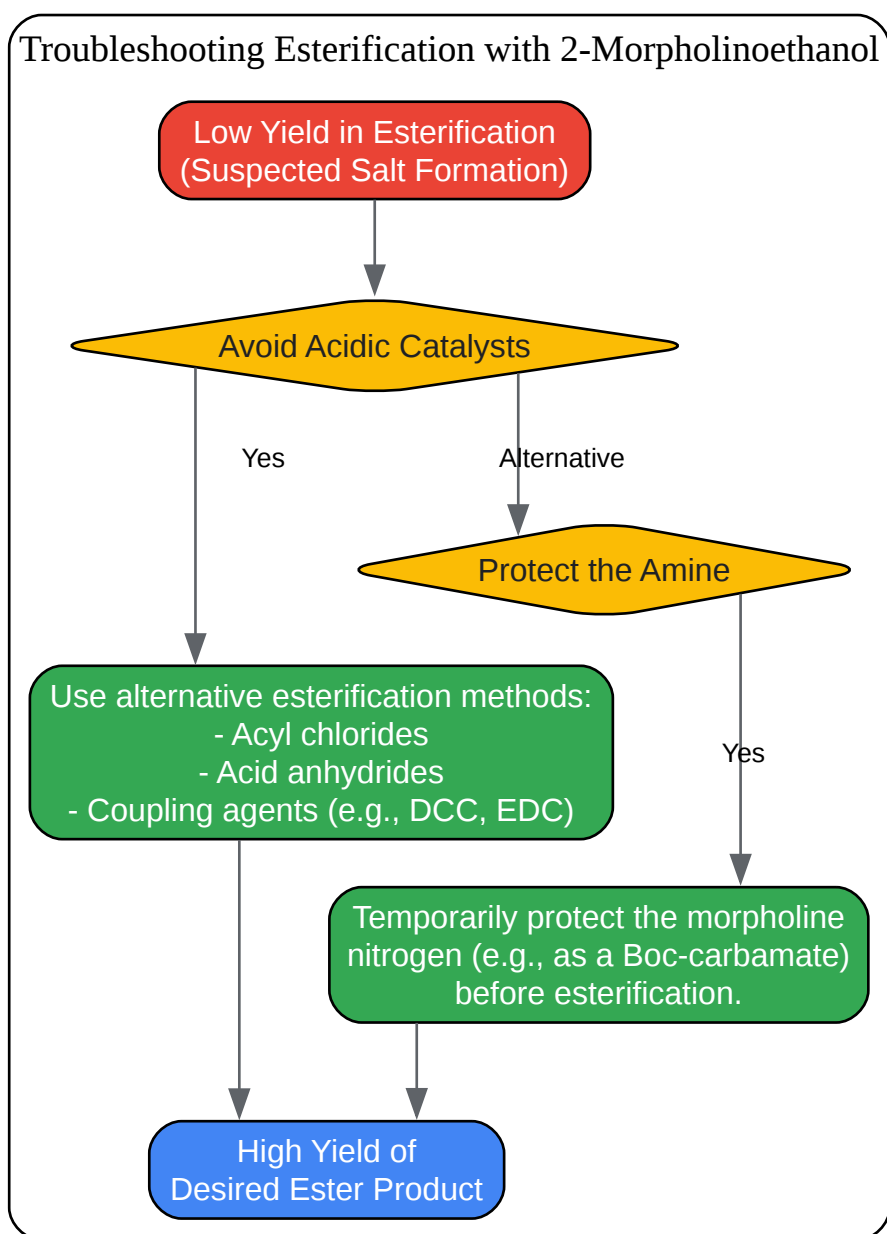 Troubleshooting Esterification with 2-Morpholinoethanol
Low Yield in Esterification
(Suspected Salt Formation)
Avoid Acidic Catalysts
Yes
Alternative
Protect the Amine
Use alternative esterification methods:
- Acyl chlorides
- Acid anhydrides
- Coupling agents (e.g., DCC, EDC)
Yes
Temporarily protect the morpholine
nitrogen (e.g., as a Boc-carbamate)
before esterification.
High Yield of
Desired Ester Product